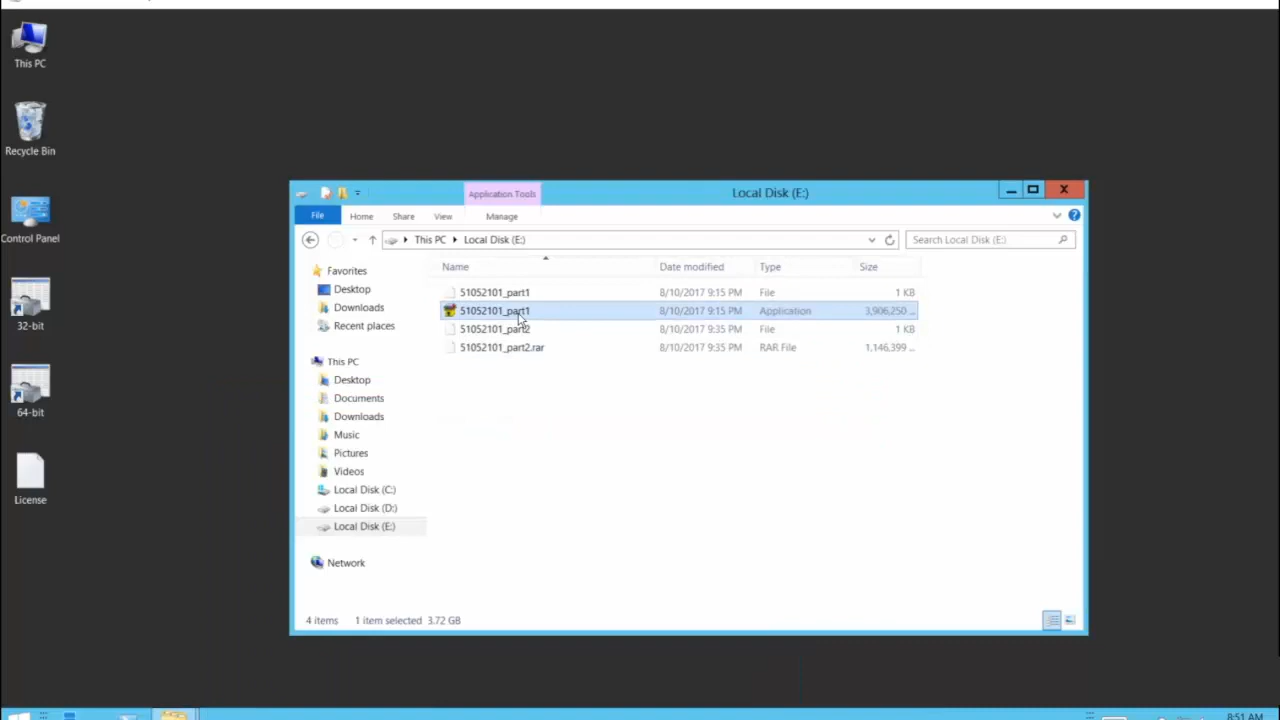 This PC
Recycle Bin
Control Panel
32-bit
64-bit
License
Application Tools
Local Disk (E:)
File Home Share View Manage
This PC Local Disk (E:)
Search Local Disk (E:)
Favorites
Desktop
Downloads
Recent places
This PC
Desktop
Documents
Downloads
Music
Pictures
Videos
Local Disk (C:)
Local Disk (D:)
Local Disk (E:)
Network
Name Date modified Type Size
51052101_part1 8/10/2017 9:15 PM File 1 KB
51052101_part1 8/10/2017 9:15 PM Application 3,906,250 ...
51052101_part2 8/10/2017 9:35 PM File 1 KB
51052101_part2.rar 8/10/2017 9:35 PM RAR File 1,146,399 ...
4 items 1 item selected 3.72 GB
8:51 AM